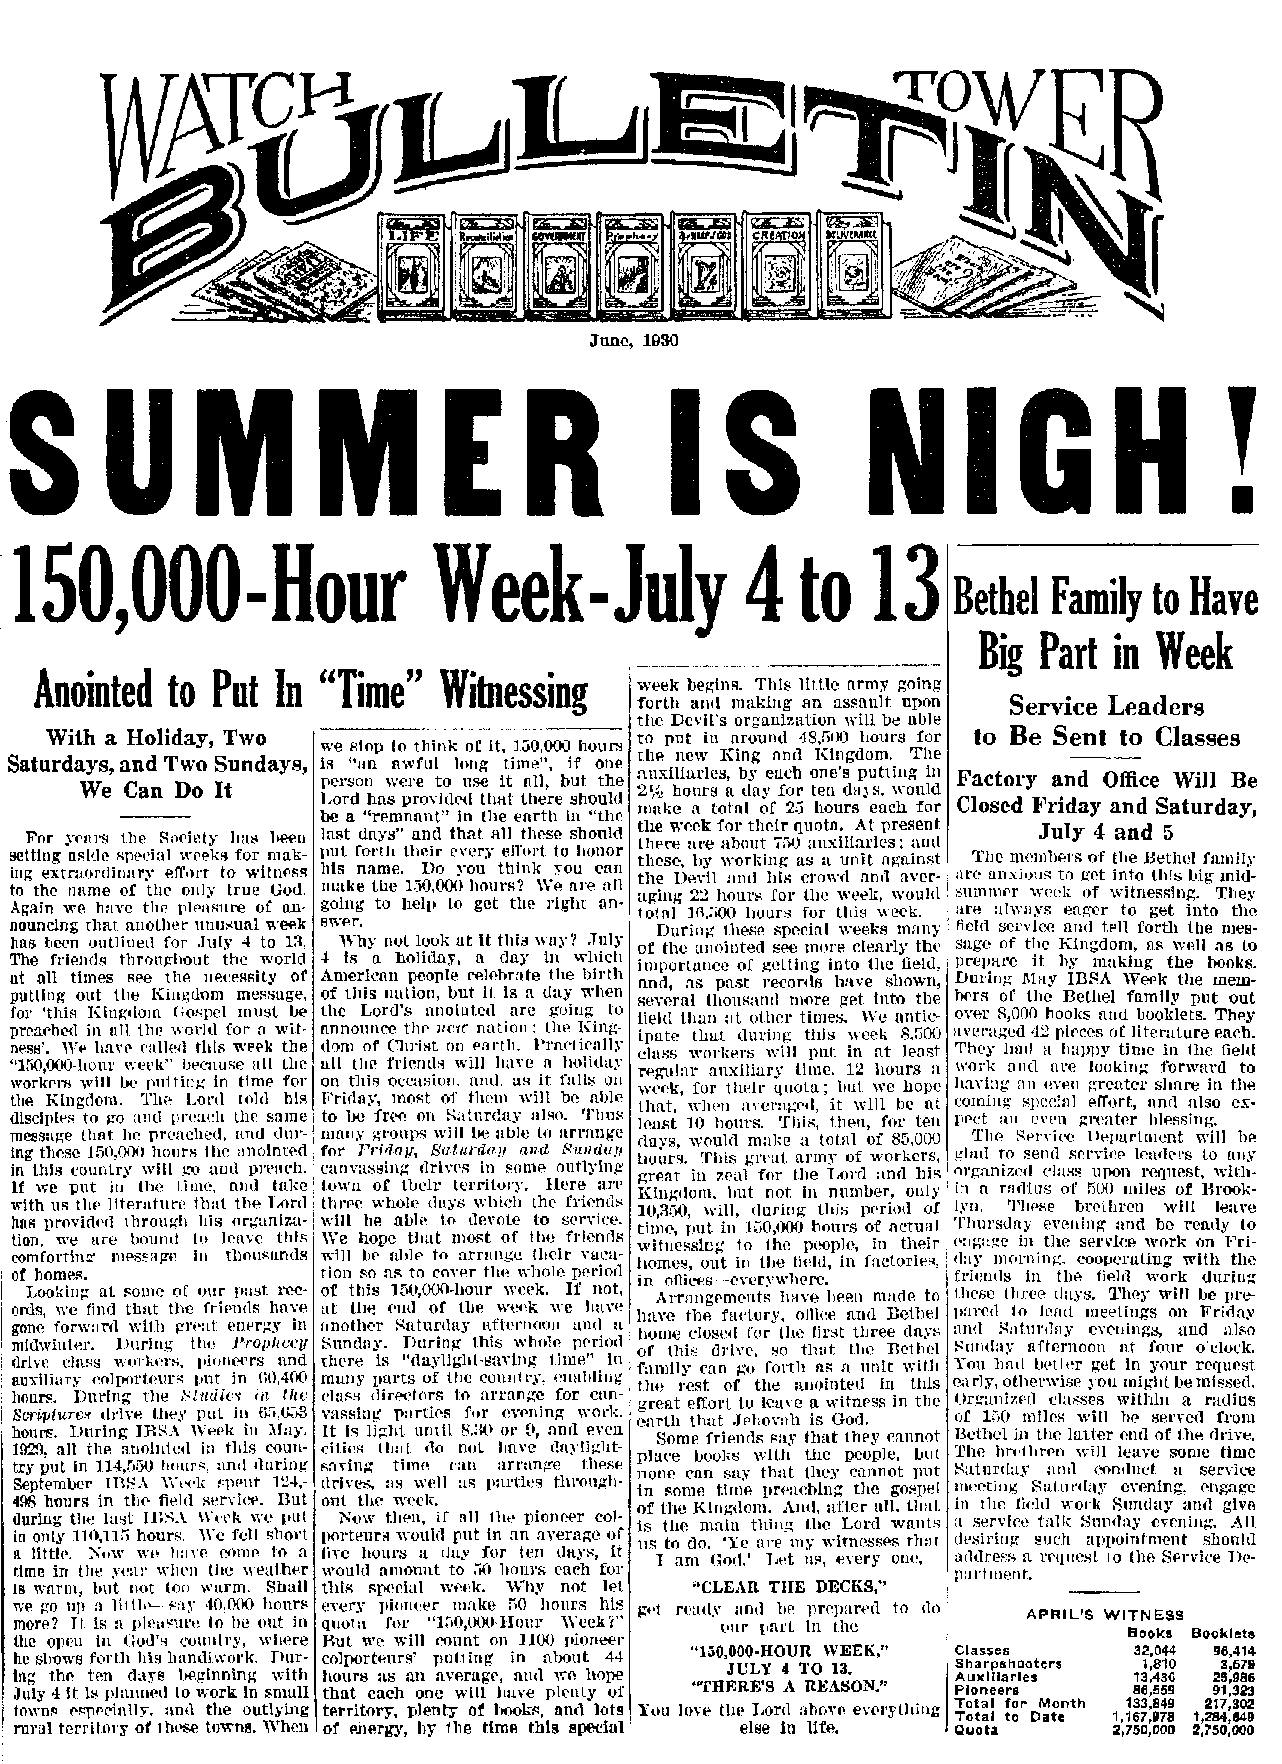 WATCH TOWER
BULLETIN
LIFE
Reconciliation
GOVERNMENT
Prophecy
CREATION
DELIVERANCE
June, 1930
SUMMER IS NIGH!
150,000-Hour Week-July 4 to 13
Anointed to Put In “Time” Witnessing
With a Holiday, Two
Saturdays, and Two Sundays,
We Can Do It
For years the Society has been
setting aside special weeks for mak-
ing extraordinary effort to witness
to the name of the only true God.
Again we have the pleasure of an-
nouncing that another unusual week
has been outlined for July 4 to 13.
The friends throughout the world
at all times see the necessity of
putting out the Kingdom message,
for ‘this Kingdom Gospel must be
preached in all the world for a wit-
ness’. We have called this week the
“150,000-hour week” because all the
workers will be putting in time for
the Kingdom. The Lord told his
disciples to go and preach the same
message that he preached, and dur-
ing these 150,000 hours the anointed
in this country will go and preach.
If we put in the time, and take
with us the literature that the Lord
has provided through his organiza-
tion, we are bound to leave this
comforting message in thousands
of homes.
Looking at some of our past rec-
ords, we find that the friends have
gone forward with great energy in
midwinter. During the Prophecy
drive class workers, pioneers and
auxiliary colporteurs put in 60,400
hours. During the Studies in the
Scriptures drive they put in 65,653
hours. During IBSA Week in May,
1929, all the anointed in this coun-
try put in 114,550 hours, and during
September IBSA Week spent 124,-
498 hours in the field service. But
during the last IBSA Week we put
in only 110,115 hours. We fell short
a little. Now we have come to a
time in the year when the weather
is warm, but not too warm. Shall
we go up a little—say 40,000 hours
more? It is a pleasure to be out in
the open in God's country, where
he shows forth his handiwork. Dur-
ing the ten days beginning with
July 4 it is planned to work in small
towns especially, and the outlying
rural territory of these towns. When
we stop to think of it, 150,000 hours
is “an awful long time”, if one
person were to use it all, but the
Lord has provided that there should
be a “remnant” in the earth in “the
last days” and that all these should
put forth their every effort to honor
his name. Do you think you can
make the 150,000 hours? We are all
going to help to get the right an-
swer.
Why not look at it this way? July
4 is a holiday, a day in which
American people celebrate the birth
of this nation, but it is a day when
the Lord's anointed are going to
announce the new nation: the King-
dom of Christ on earth. Practically
all the friends will have a holiday
on this occasion, and, as it falls on
Friday, most of them will be able
to be free on Saturday also. Thus
many groups will be able to arrange
for Friday, Saturday and Sunday
canvassing drives in some outlying
town of their territory. Here are
three whole days which the friends
will be able to devote to service.
We hope that most of the friends
will be able to arrange their vaca-
tion so as to cover the whole period
of this 150,000-hour week. If not,
at the end of the week we have
another Saturday afternoon and a
Sunday. During this whole period
there is “daylight-saving time” in
many parts of the country, enabling
class directors to arrange for can-
vassing parties for evening work.
It is light until 8.30 or 9, and even
cities that do not have daylight-
saving time can arrange these
drives, as well as parties through-
out the week.
Now then, if all the pioneer col-
porteurs would put in an average of
five hours a day for ten days, it
would amount to 50 hours each for
this special week. Why not let
every pioneer make 50 hours his
quota for “150,000-Hour Week?”
But we will count on 1100 pioneer
colporteurs' putting in about 44
hours as an average, and we hope
that each one will have plenty of
territory, plenty of books, and lots
of energy, by the time this special
week begins. This little army going
forth and making an assault upon
the Devil's organization will be able
to put in around 48,500 hours for
the new King and Kingdom. The
auxiliaries, by each one's putting in
2½ hours a day for ten days, would
make a total of 25 hours each for
the week for their quota. At present
there are about 750 auxiliaries; and
these, by working as a unit against
the Devil and his crowd and aver-
aging 22 hours for the week, would
total 16,500 hours for this week.
During these special weeks many
of the anointed see more clearly the
importance of getting into the field,
and, as past records have shown,
several thousand more get into the
field than at other times. We antic-
ipate that during this week 8,500
class workers will put in at least
regular auxiliary time, 12 hours a
week, for their quota; but we hope
that, when averaged, it will be at
least 10 hours. This, then, for ten
days, would make a total of 85,000
hours. This great army of workers,
great in zeal for the Lord and his
Kingdom, but not in number, only
10,350, will, during this period of
time, put in 150,000 hours of actual
witnessing to the people, in their
homes, out in the field, in factories,
in offices—everywhere.
Arrangements have been made to
have the factory, office and Bethel
home closed for the first three days
of this drive, so that the Bethel
family can go forth as a unit with
the rest of the anointed in this
great effort to leave a witness in the
earth that Jehovah is God.
Some friends say that they cannot
place books with the people, but
none can say that they cannot put
in some time preaching the gospel
of the Kingdom. And, after all, that
is the main thing the Lord wants
us to do. ‘Ye are my witnesses that
I am God.’ Let us, every one,
“CLEAR THE DECKS,”
get ready and be prepared to do
our part in the
“150,000-HOUR WEEK,”
JULY 4 TO 13.
“THERE'S A REASON.”
You love the Lord above everything
else in life.
Bethel Family to Have
Big Part in Week
Service Leaders
to Be Sent to Classes
Factory and Office Will Be
Closed Friday and Saturday,
July 4 and 5
The members of the Bethel family
are anxious to get into this big mid-
summer week of witnessing. They
are always eager to get into the
field service and tell forth the mes-
sage of the Kingdom, as well as to
prepare it by making the books.
During May IBSA Week the mem-
bers of the Bethel family put out
over 8,000 books and booklets. They
averaged 42 pieces of literature each.
They had a happy time in the field
work and are looking forward to
having an even greater share in the
coming special effort, and also ex-
pect an even greater blessing.
The Service Department will be
glad to send service leaders to any
organized class upon request, with-
in a radius of 500 miles of Brook-
lyn. These brethren will leave
Thursday evening and be ready to
engage in the service work on Fri-
day morning, cooperating with the
friends in the field work during
these three days. They will be pre-
pared to lead meetings on Friday
and Saturday evenings, and also
Sunday afternoon at four o'clock.
You had better get in your request
early, otherwise you might be missed.
Organized classes within a radius
of 150 miles will be served from
Bethel in the latter end of the drive.
The brethren will leave some time
Saturday and conduct a service
meeting Saturday evening, engage
in the field work Sunday and give
a service talk Sunday evening. All
desiring such appointment should
address a request to the Service De-
partment.
APRIL'S WITNESS
Books Booklets
Classes 32,044 96,414
Sharpshooters 1,810 3,679
Auxiliaries 13,436 25,986
Pioneers 86,559 91,323
Total for Month 133,849 217,302
Total to Date 1,167,978 1,284,649
Quota 2,750,000 2,750,000